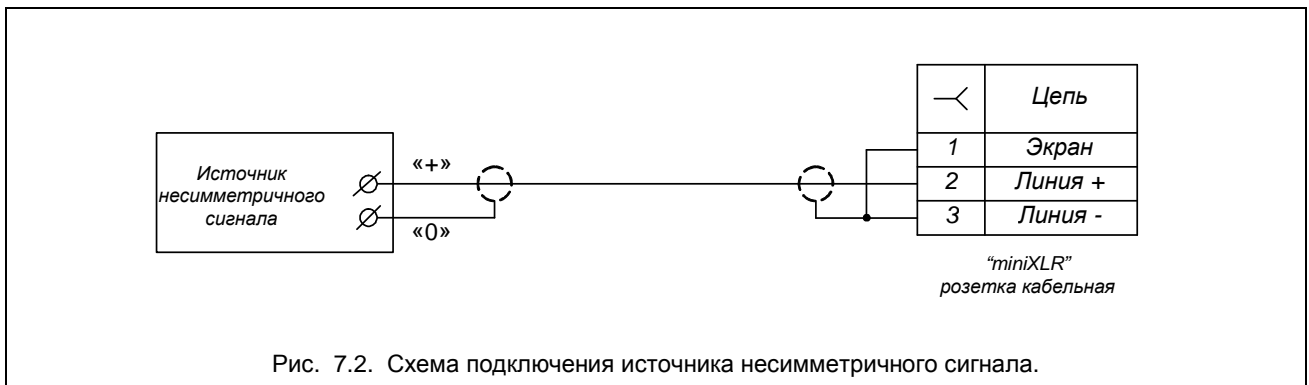 Источник
несимметричного
сигнала
«+»
«0»
Цепь
1 Экран
2 Линия +
3 Линия -
“miniXLR”
розетка кабельная
Рис. 7.2. Схема подключения источника несимметричного сигнала.